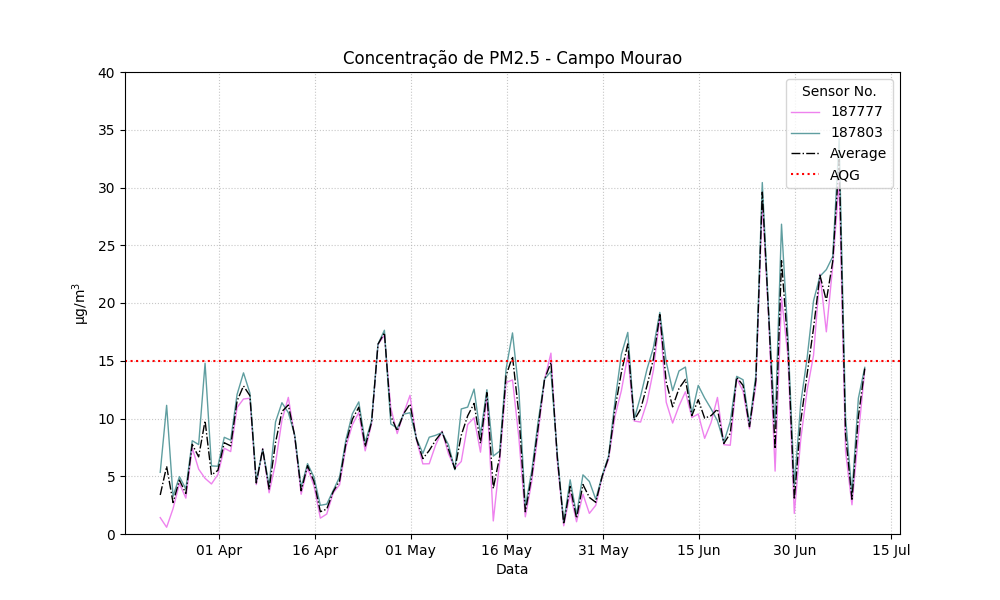 Concentração de PM2.5 - Campo Mourao
40
35
30
25
20
15
10
5
0
µg/m³
Sensor No.
187777
187803
Average
AQG
01 Apr
16 Apr
01 May
16 May
31 May
15 Jun
30 Jun
15 Jul
Data